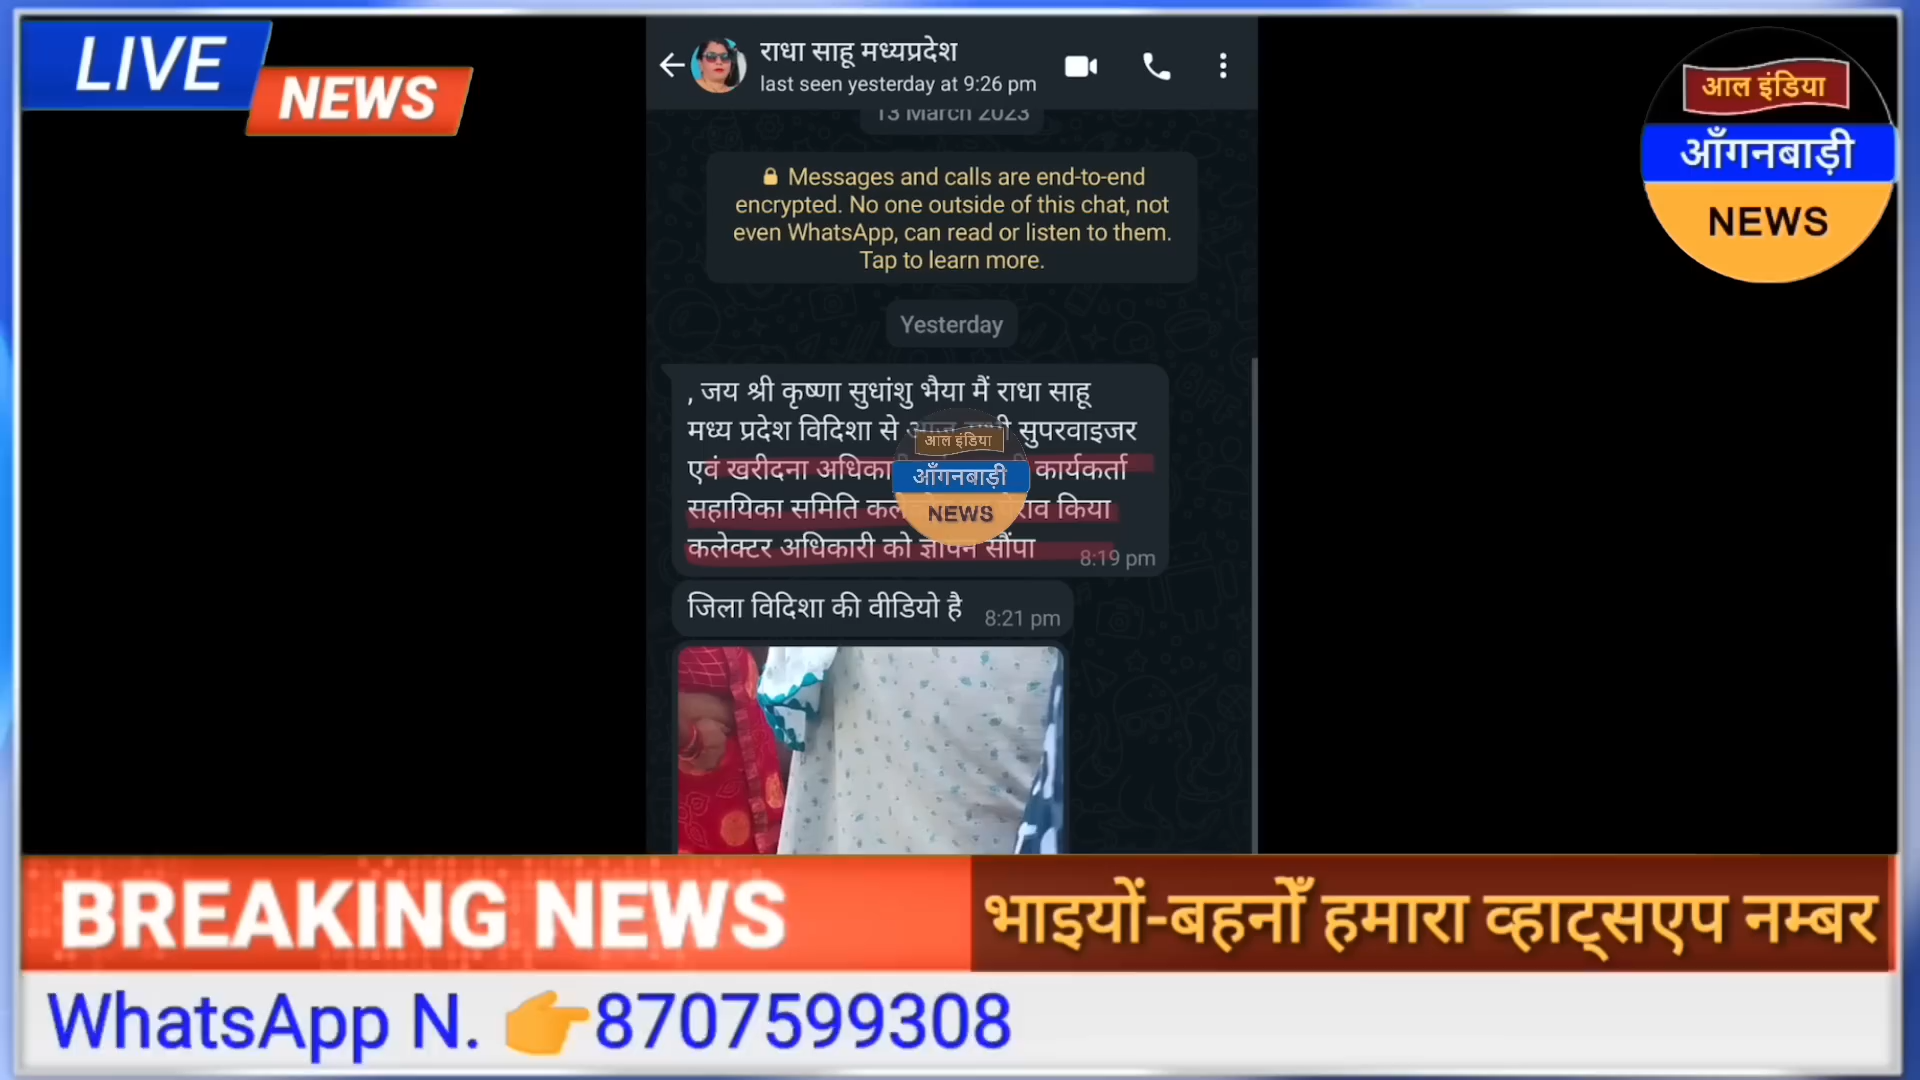 LIVE
NEWS
आल इंडिया
आँगनबाड़ी
NEWS
राधा साहू मध्यप्रदेश
last seen yesterday at 9:26 pm
13 March 2023
Messages and calls are end-to-end
encrypted. No one outside of this chat, not
even WhatsApp, can read or listen to them.
Tap to learn more.
Yesterday
, जय श्री कृष्णा सुधांशु भैया मैं राधा साहू
मध्य प्रदेश विदिशा से सुपरवाइजर
एवं खरीदना कार्यकर्ता
सहायिका समिति किया
कलेक्टर अधिकारी को ज्ञापन सौंपा
8:19 pm
आल इंडिया
आँगनबाड़ी
NEWS
जिला विदिशा की वीडियो है
8:21 pm
BREAKING NEWS
भाइयों-बहनोँ हमारा व्हाट्सएप नम्बर
WhatsApp N. 👉8707599308